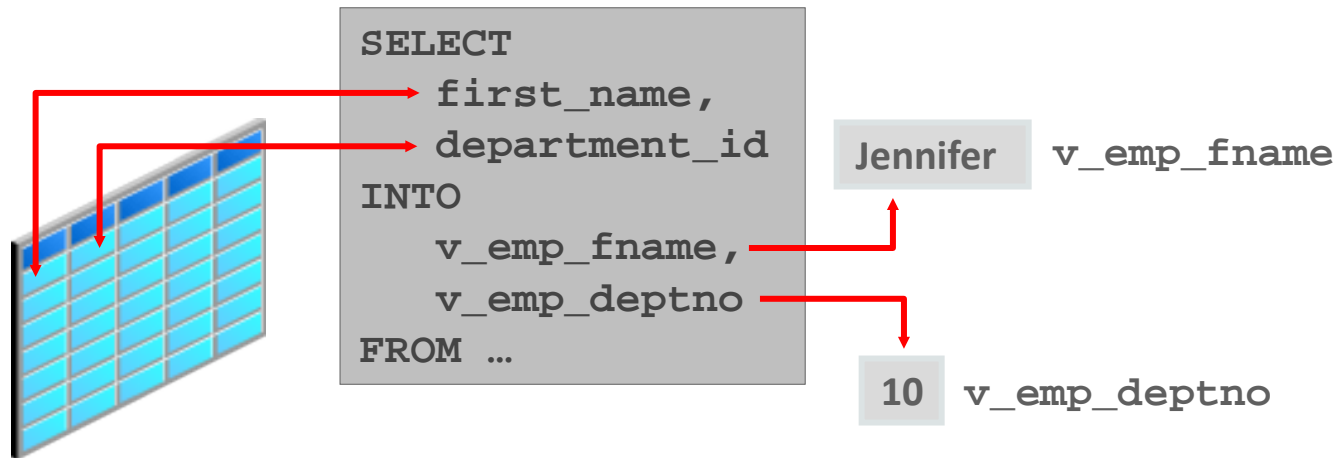 SELECT
first_name,
department_id
INTO
v_emp_fname,
v_emp_deptno
FROM …
Jennifer v_emp_fname
10 v_emp_deptno